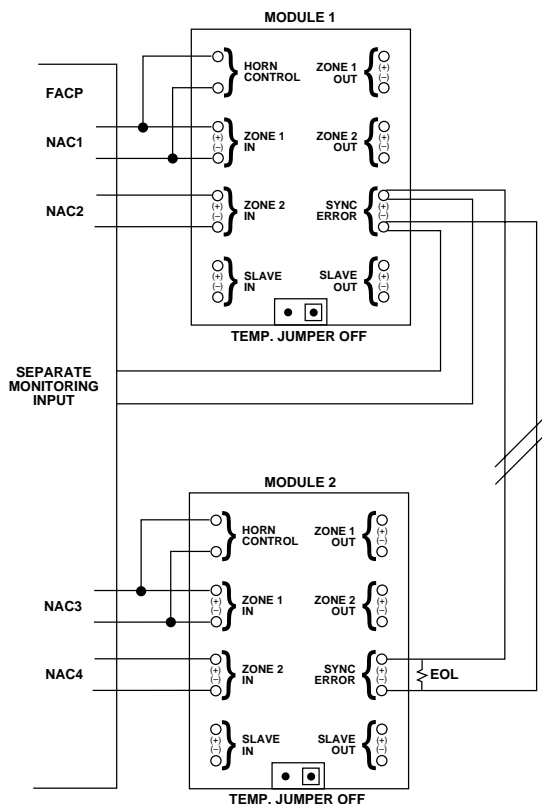 MODULE 1
FACP
HORN CONTROL
ZONE 1 OUT
(+)
(−)
NAC1
(+)
(−)
ZONE 1 IN
ZONE 2 OUT
(+)
(−)
NAC2
(+)
(−)
ZONE 2 IN
SYNC ERROR
(+)
(−)
(+)
(−)
SLAVE IN
SLAVE OUT
(+)
(−)
TEMP. JUMPER OFF
SEPARATE
MONITORING
INPUT
MODULE 2
HORN CONTROL
ZONE 1 OUT
(+)
(−)
NAC3
(+)
(−)
ZONE 1 IN
ZONE 2 OUT
(+)
(−)
NAC4
(+)
(−)
ZONE 2 IN
SYNC ERROR
(+)
(−)
EOL
(+)
(−)
SLAVE IN
SLAVE OUT
(+)
(−)
TEMP. JUMPER OFF